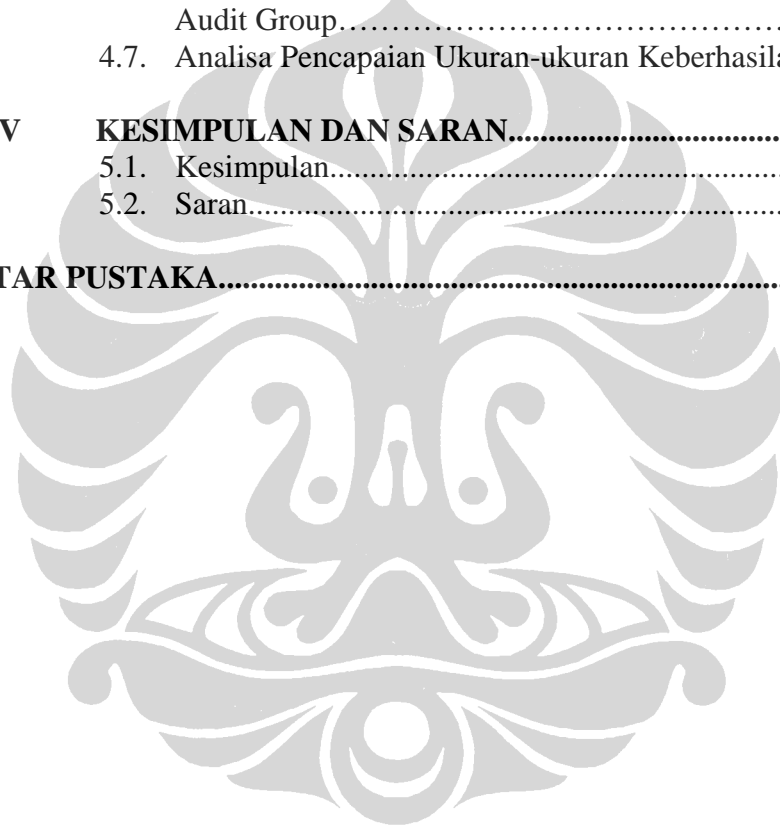 Audit Group…………………………………
4.7. Analisa Pencapaian Ukuran-ukuran Keberhasila
V KESIMPULAN DAN SARAN....................................
5.1. Kesimpulan............................................................
5.2. Saran......................................................................
TAR PUSTAKA..........................................................................